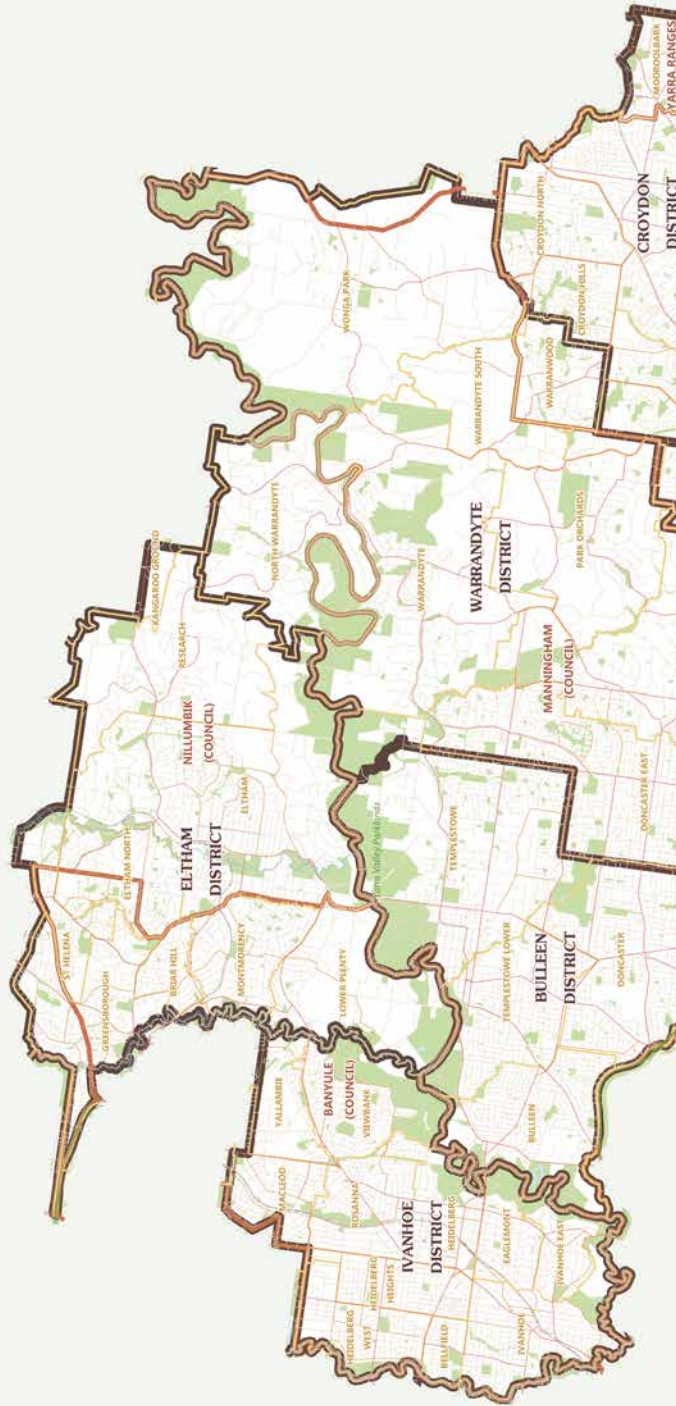 ST HELENA
GREENSBOROUGH
ELTHAM NORTH
BRIAR HILL
MONTMORENCY
LOWER PLENTY
ELTHAM
DISTRICT
ELTHAM
NILLUMBIK
(COUNCIL)
RESEARCH
KANGAROO GROUND
NORTH WARRANDYTE
WONGA PARK
YALLAMBIE
MACLEOD
BANYULE
(COUNCIL)
VIEWBANK
ROSANNA
HEIDELBERG
WEST
HEIDELBERG
HEIGHTS
IVANHOE
DISTRICT
HEIDELBERG
BELLFIELD
EAGLEMONT
IVANHOE
IVANHOE EAST
Yarra Valley Parklands
TEMPLESTOWE
TEMPLESTOWE LOWER
BULLEEN
DISTRICT
BULLEEN
DONCASTER
DONCASTER EAST
WARRANDYTE
WARRANDYTE
DISTRICT
MANNINGHAM
(COUNCIL)
PARK ORCHARDS
WARRANDYTE SOUTH
WARRANWOOD
CROYDON HILLS
CROYDON NORTH
CROYDON
DISTRICT
MOOROOLBARK
YARRA RANGES